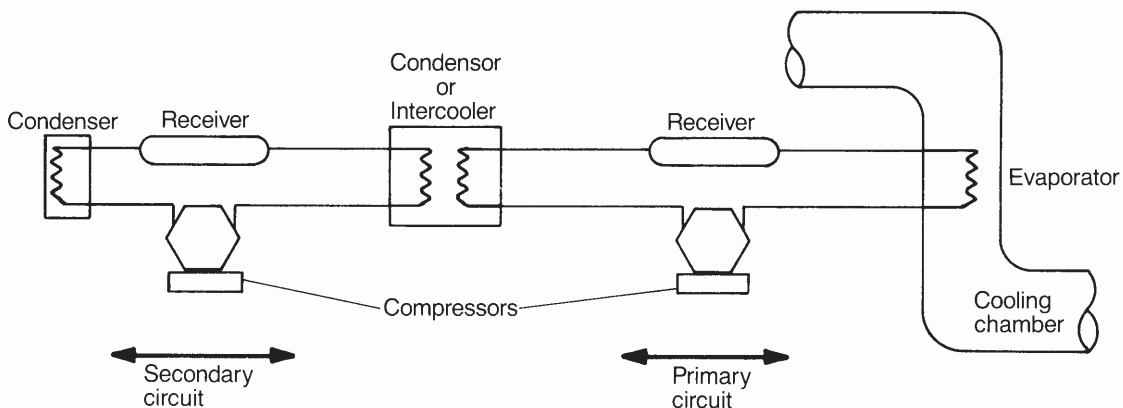 Condensor
or
Intercooler
Condenser
Receiver
Receiver
Evaporator
Cooling
chamber
Compressors
Secondary
circuit
Primary
circuit